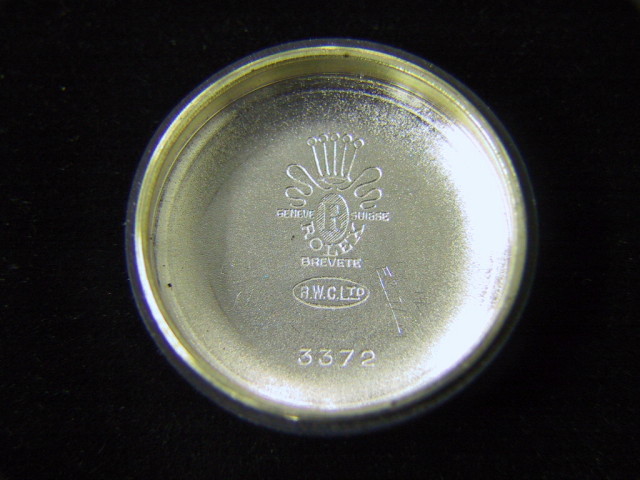 GENEVE R SUISSE
ROLEX
BREVETE
R.W.C.LTD
3372